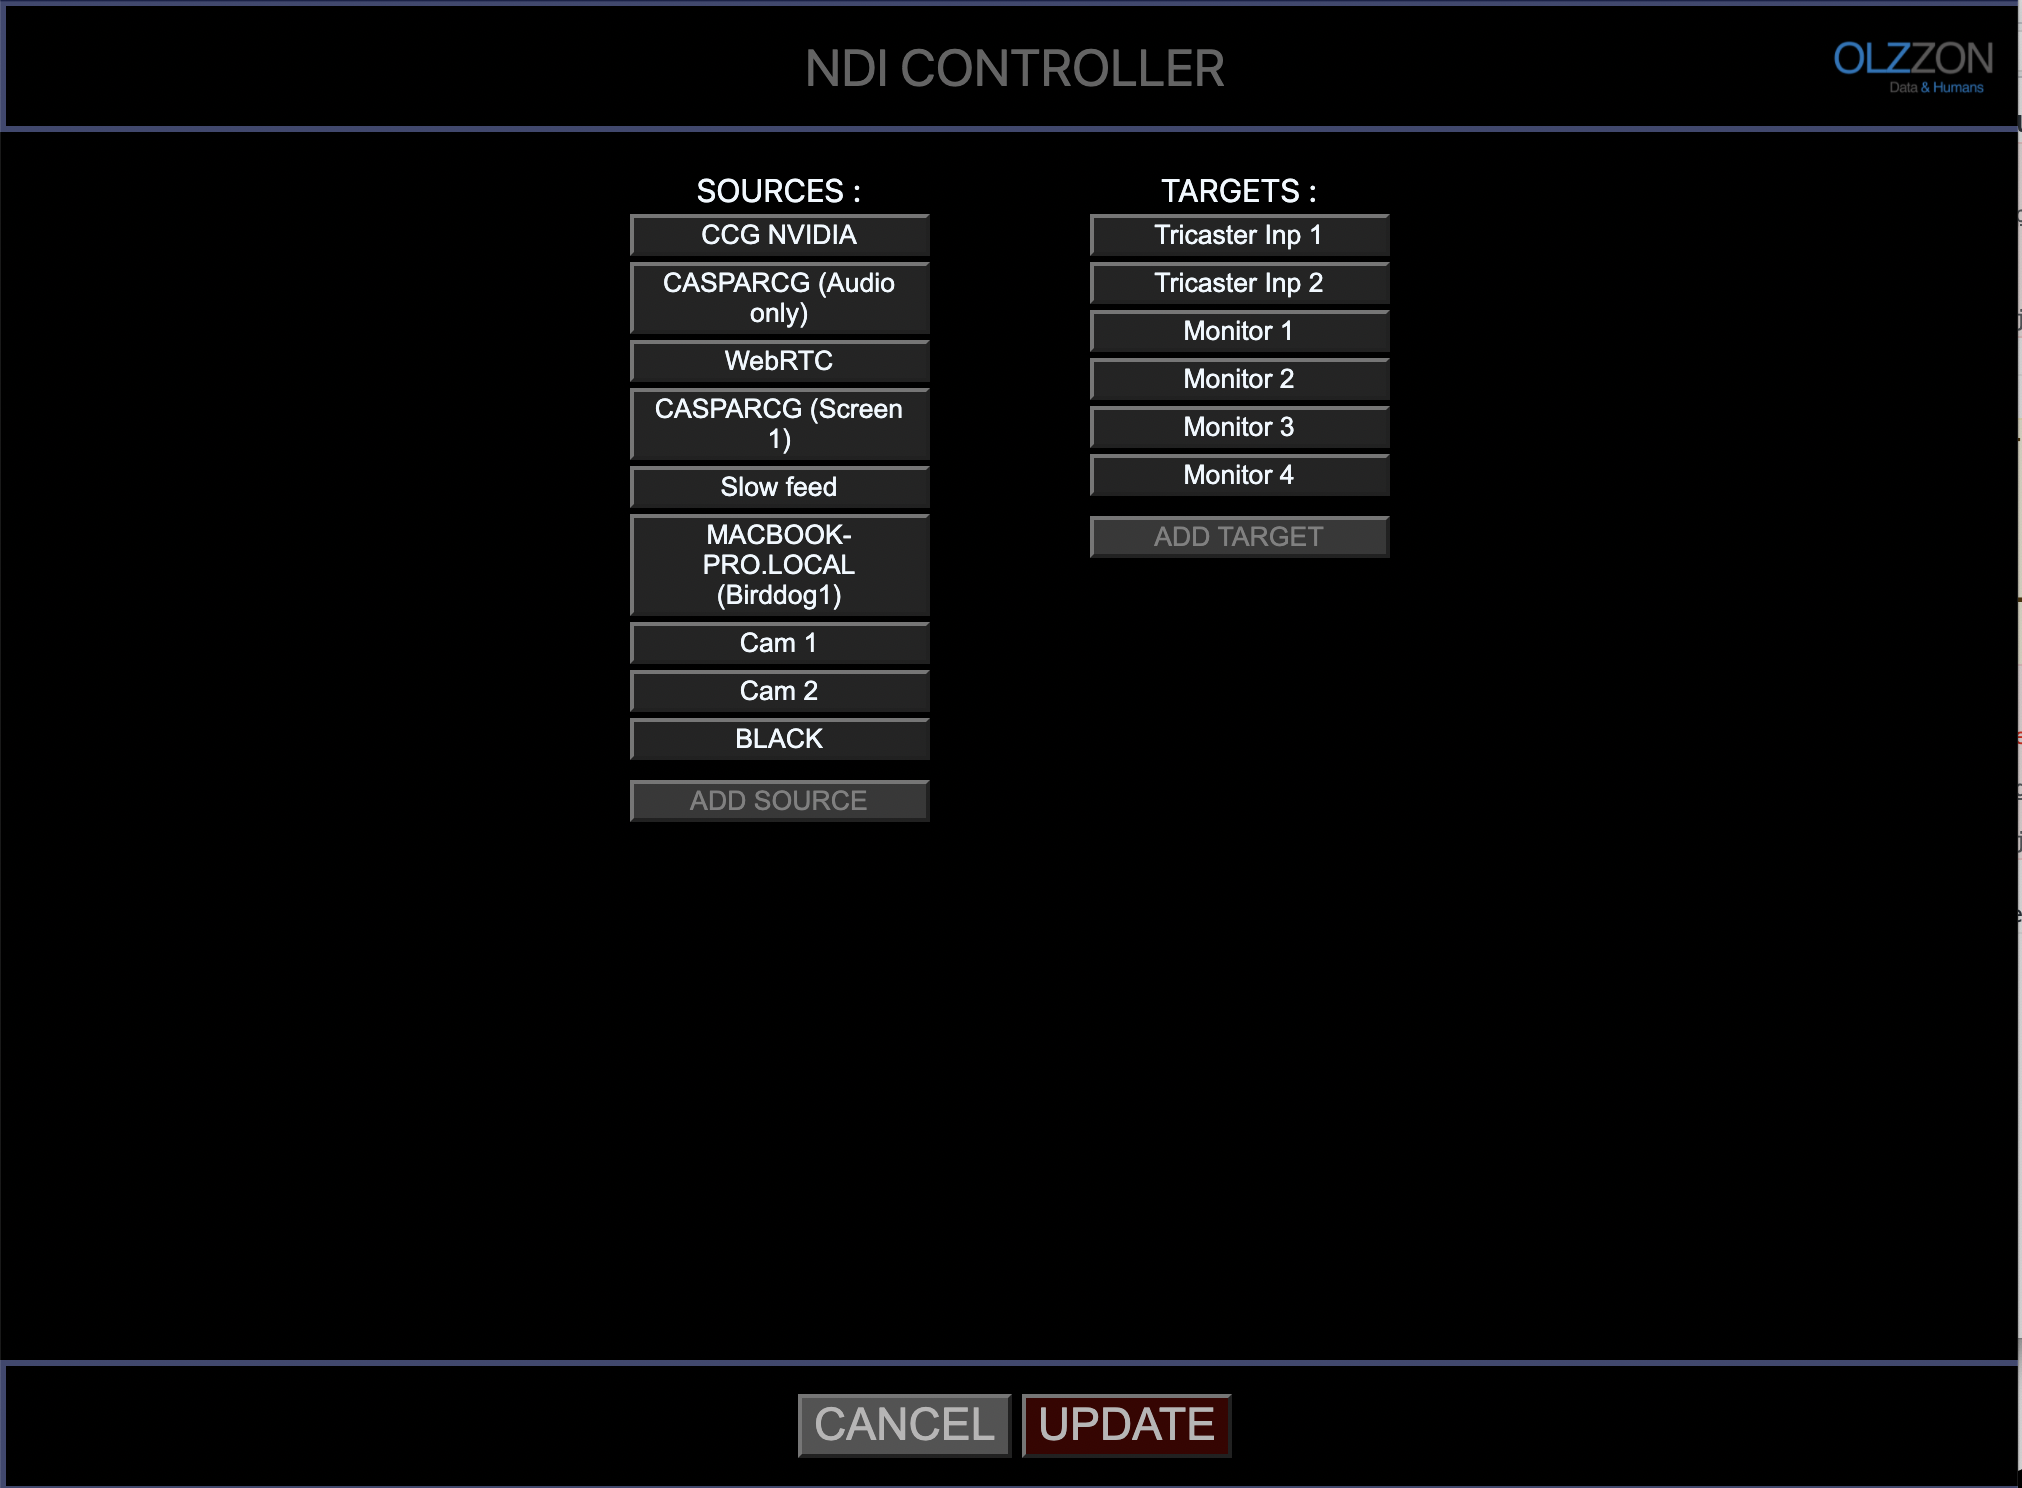 NDI CONTROLLER
OLZZON
Data & Humans
SOURCES :
CCG NVIDIA
CASPARCG (Audio
only)
WebRTC
CASPARCG (Screen
1)
Slow feed
MACBOOK-
PRO.LOCAL
(Birddog1)
Cam 1
Cam 2
BLACK
ADD SOURCE
TARGETS :
Tricaster Inp 1
Tricaster Inp 2
Monitor 1
Monitor 2
Monitor 3
Monitor 4
ADD TARGET
CANCEL
UPDATE